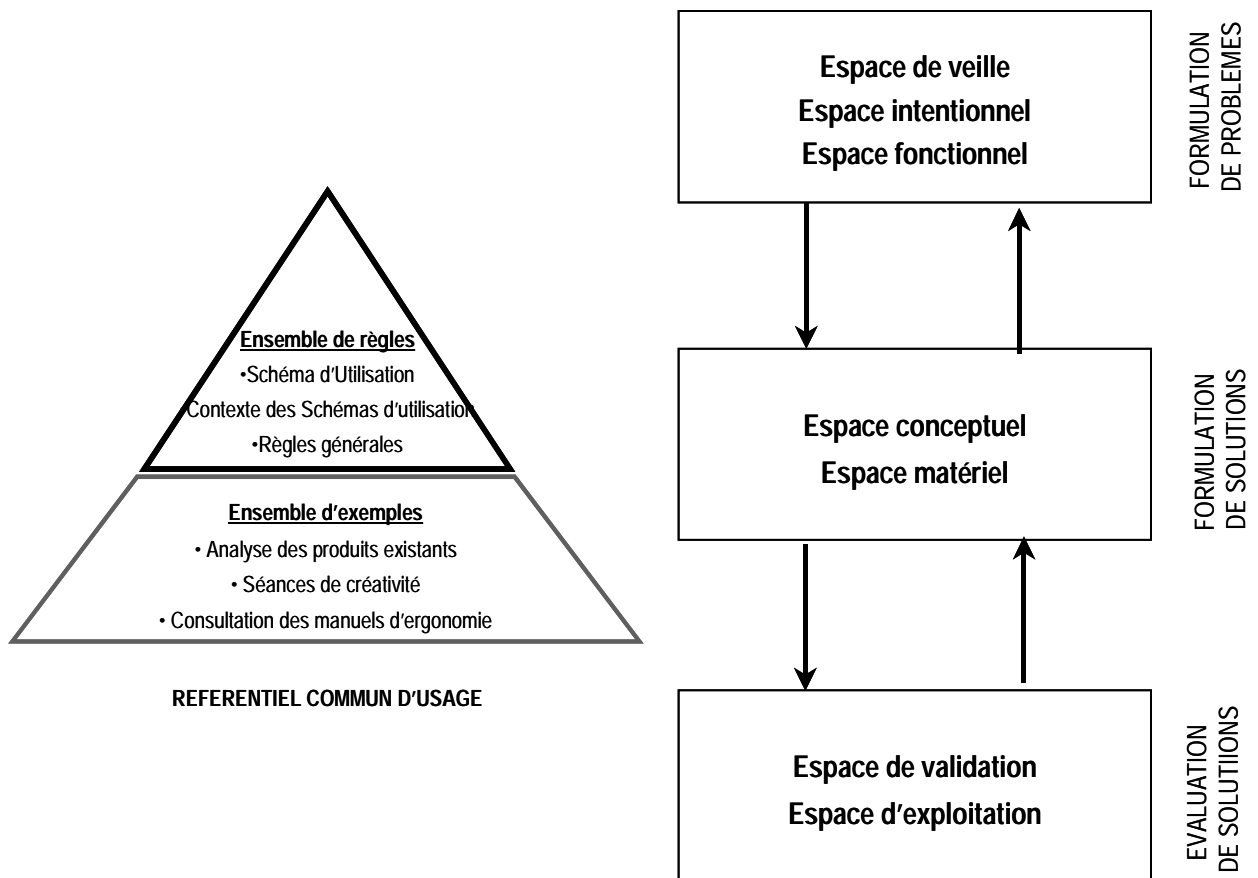 Ensemble de règles
•Schéma d'Utilisation
Contexte des Schémas d'utilisation
•Règles générales
Ensemble d'exemples
• Analyse des produits existants
• Séances de créativité
• Consultation des manuels d'ergonomie
REFERENTIEL COMMUN D'USAGE
Espace de veille
Espace intentionnel
Espace fonctionnel
FORMULATION
DE PROBLEMES
Espace conceptuel
Espace matériel
FORMULATION
DE SOLUTIONS
Espace de validation
Espace d'exploitation
EVALUATION
DE SOLUTIIONS